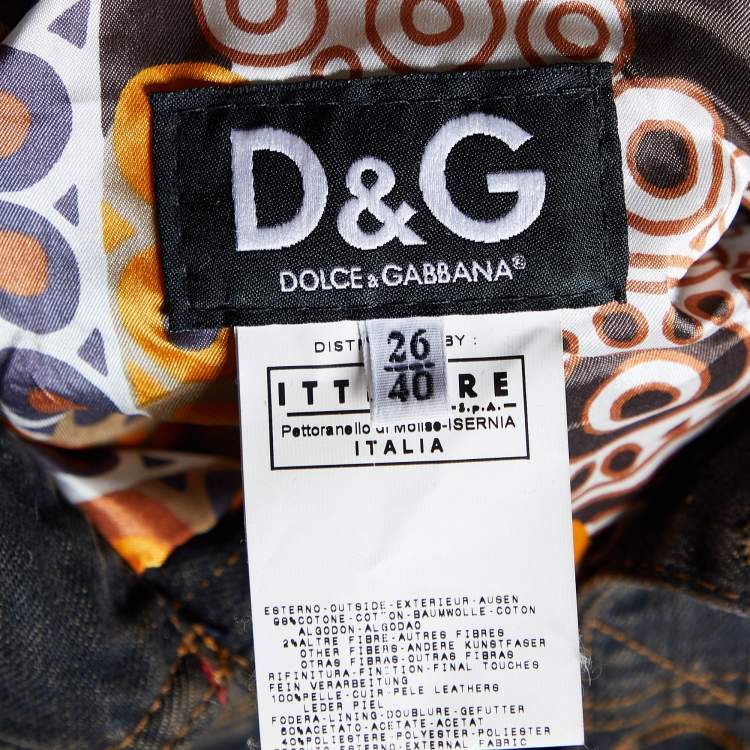 D&G
DOLCE & GABBANA®
26
40
BY :
S.p.A.
Pettoranello di Molise-ISERNIA
ITALIA
ESTERNO-OUTSIDE-EXTERIEUR-AUSEN
98%COTONE-COTTON-BAUMWOLLE-COTON
ALGODON-ALGODAO
2%ALTRE FIBRE-AUTRES FIBRES
OTHER FIBERS-ANDERE KUNSTFASER
OTRAS FIBRAS-OUTRAS FIBRAS
RIFINITURA-FINITION-FINAL TOUCHES
FEIN VERARBEITUNG
100%PELLE-CUIR-PELE LEATHERS
LEDER PIEL
FODERA-LINING-DOUBLURE-GEFUTTER
60%ACETATO-ACETATE-ACETAT
40%POLIESTERE-POLYESTER-POLIESTER
ESTERNO-EXTERNAL FABRIC